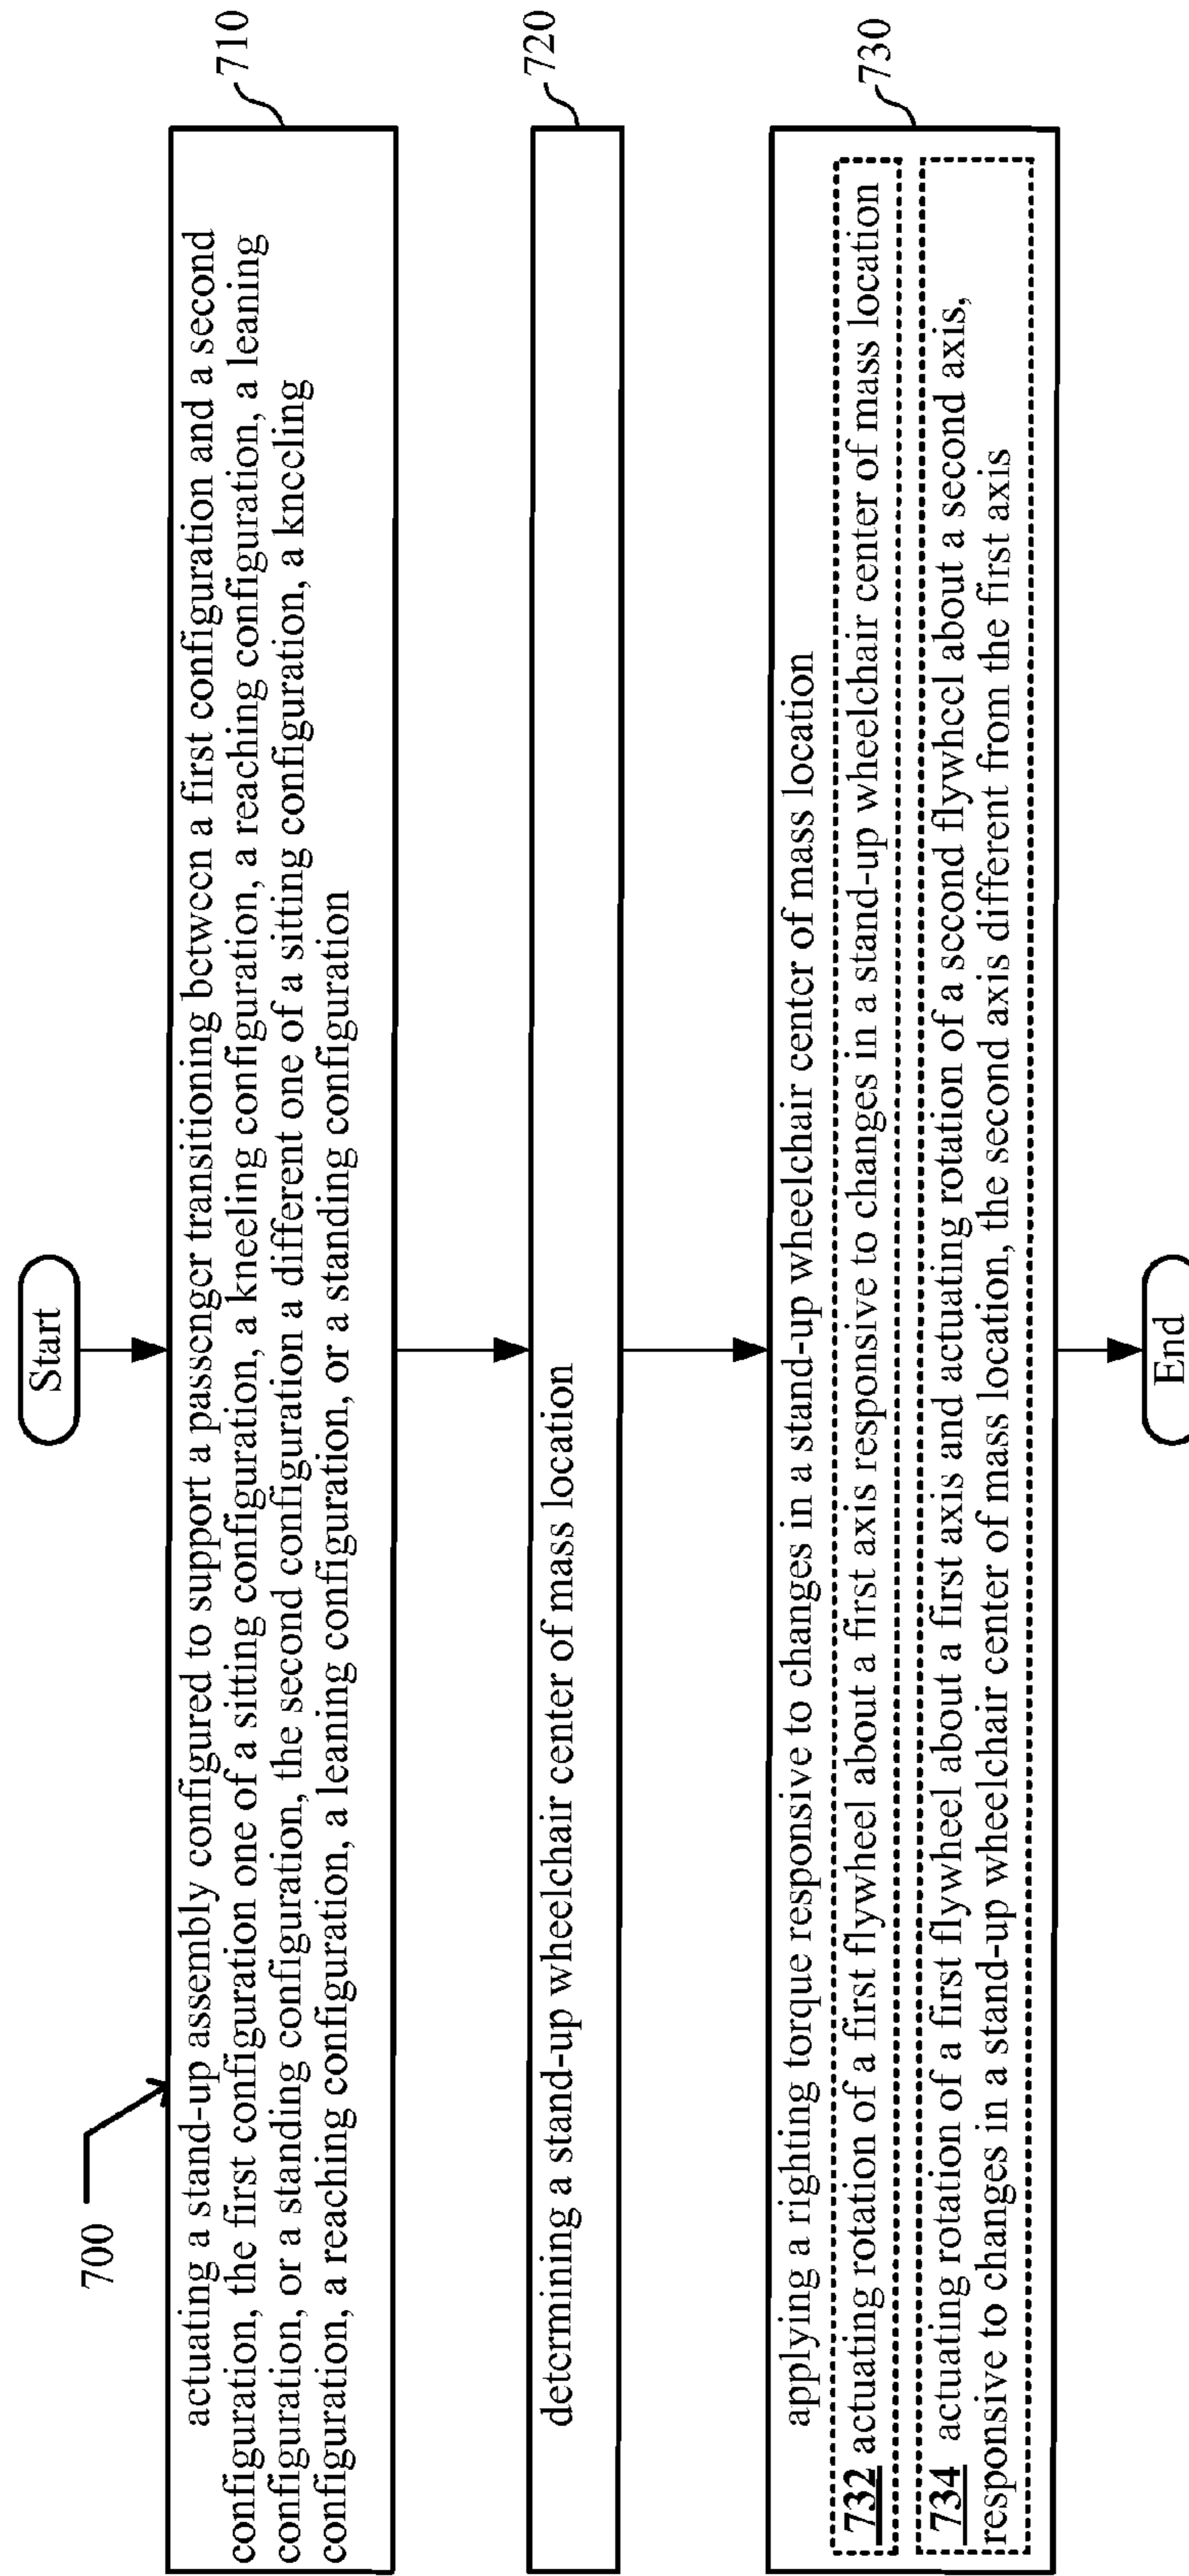 Start
700
actuating a stand-up assembly configured to support a passenger transitioning between a first configuration and a second
configuration, the first configuration one of a sitting configuration, a kneeling configuration, a reaching configuration, a leaning
configuration, or a standing configuration, the second configuration a different one of a sitting configuration, a kneeling
configuration, a reaching configuration, a leaning configuration, or a standing configuration
710
determining a stand-up wheelchair center of mass location
720
applying a righting torque responsive to changes in a stand-up wheelchair center of mass location
730
732 actuating rotation of a first flywheel about a first axis responsive to changes in a stand-up wheelchair center of mass location
734 actuating rotation of a first flywheel about a first axis and actuating rotation of a second flywheel about a second axis,
responsive to changes in a stand-up wheelchair center of mass location, the second axis different from the first axis
End